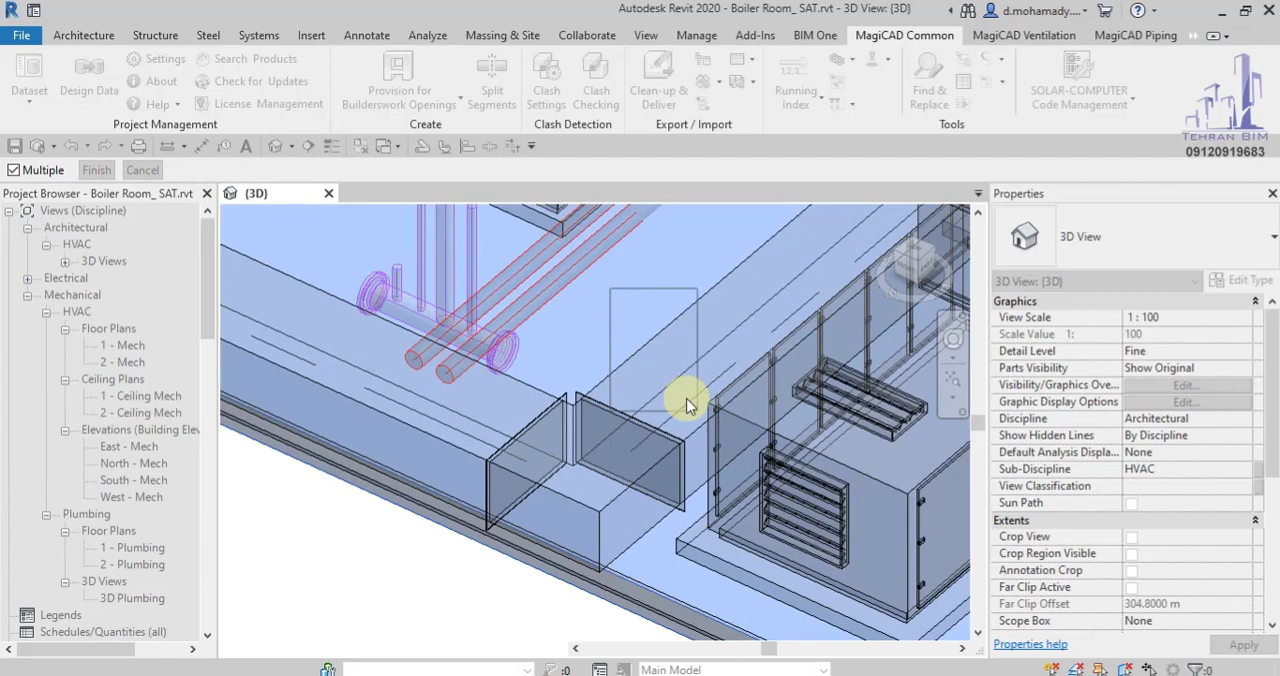 Autodesk Revit 2020 - Boiler Room_ SAT.rvt - 3D View: {3D}
d.mohamady....
File Architecture Structure Steel Systems Insert Annotate Analyze Massing & Site Collaborate View Manage Add-Ins BIM One MagiCAD Common MagiCAD Ventilation MagiCAD Piping
Settings Search Products
Dataset Design Data About Check for Updates
Help License Management
Provision for Builderswork Openings
Split Segments
Clash Settings
Clash Checking
Clean-up & Deliver
Running Index
Find & Replace
SOLAR-COMPUTER Code Management
Project Management Create Clash Detection Export / Import Tools
TEHRAN BIM
09120919683
Multiple Finish Cancel
Project Browser - Boiler Room_ SAT.rvt
{3D}
Properties
Views (Discipline)
Architectural
HVAC
3D Views
Electrical
Mechanical
HVAC
Floor Plans
1 - Mech
2 - Mech
Ceiling Plans
1 - Ceiling Mech
2 - Ceiling Mech
Elevations (Building Elev
East - Mech
North - Mech
South - Mech
West - Mech
Plumbing
Floor Plans
1 - Plumbing
2 - Plumbing
3D Views
3D Plumbing
Legends
Schedules/Quantities (all)
3D View
3D View: {3D} Edit Type
Graphics
View Scale 1 : 100
Scale Value 1: 100
Detail Level Fine
Parts Visibility Show Original
Visibility/Graphics Ove... Edit...
Graphic Display Options Edit...
Discipline Architectural
Show Hidden Lines By Discipline
Default Analysis Displa... None
Sub-Discipline HVAC
View Classification
Sun Path
Extents
Crop View
Crop Region Visible
Annotation Crop
Far Clip Active
Far Clip Offset 304.8000 m
Scope Box None
Properties help Apply
:0 Main Model :0